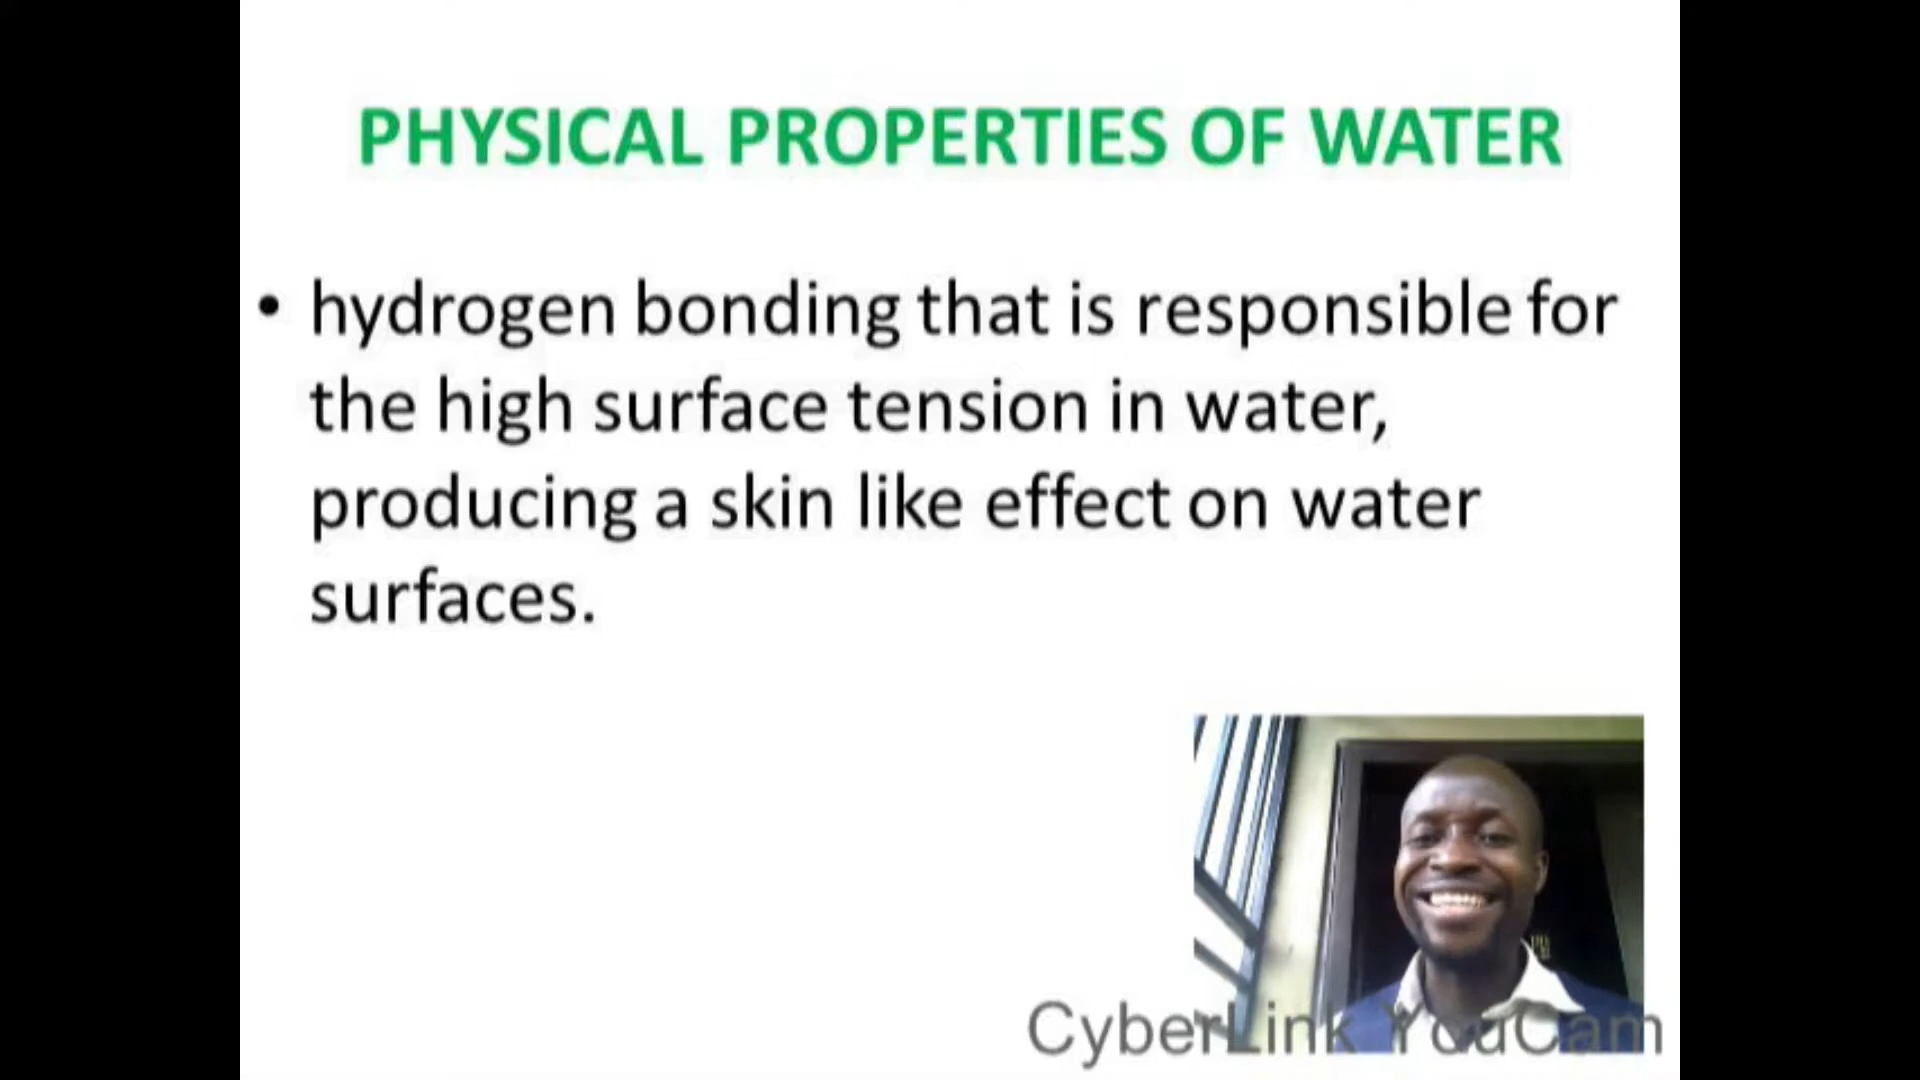 PHYSICAL PROPERTIES OF WATER
• hydrogen bonding that is responsible for
the high surface tension in water,
producing a skin like effect on water
surfaces.
CyberLink YouCam